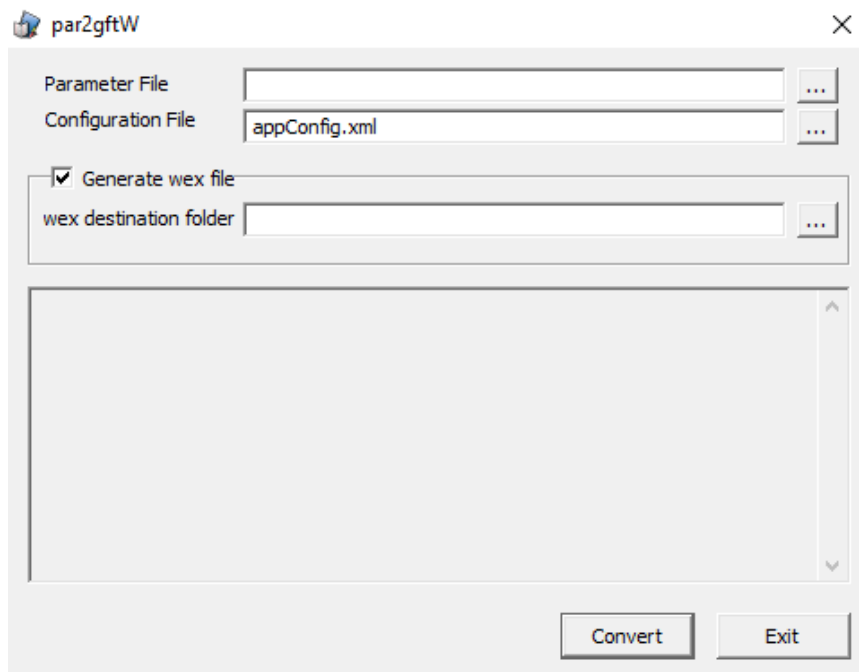 par2gftW
Parameter File
...
Configuration File
appConfig.xml
...
Generate wex file
wex destination folder
...
Convert
Exit